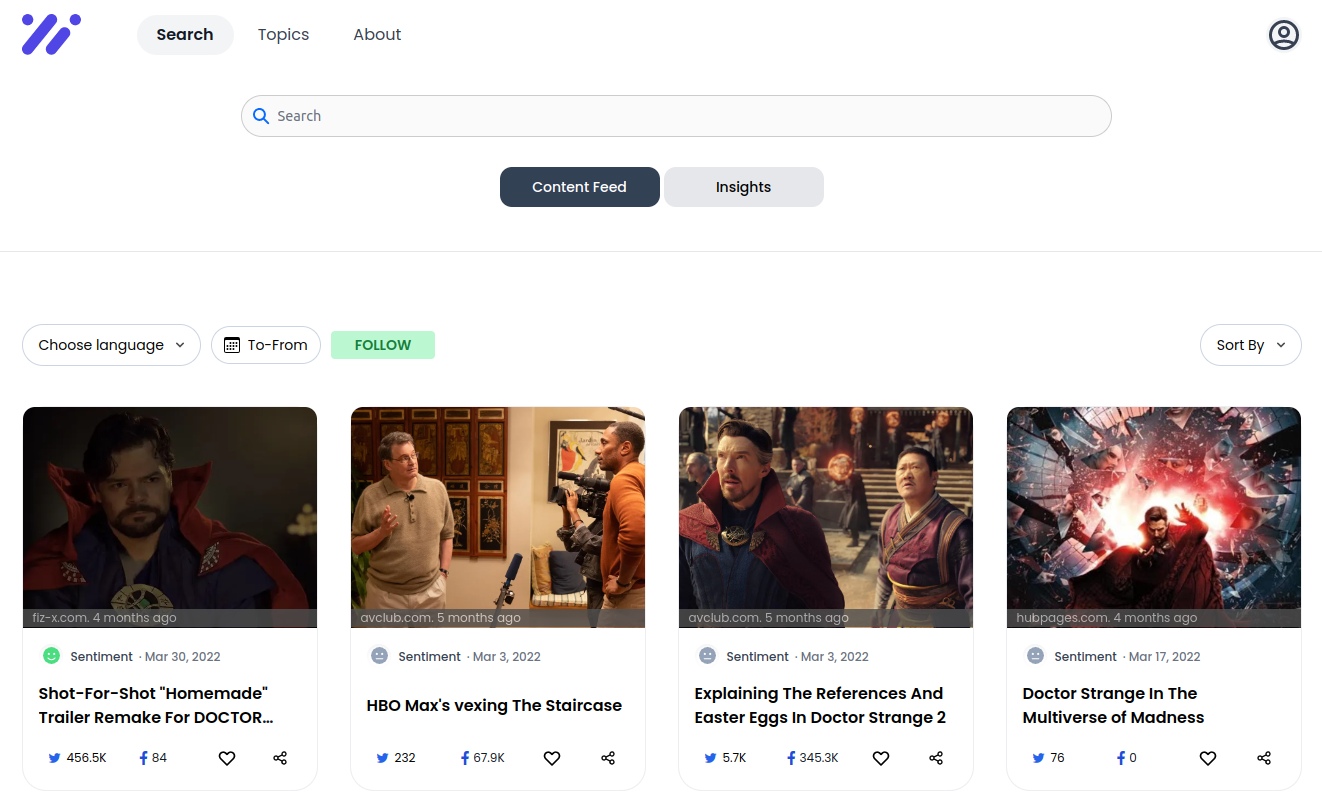 Search
Topics
About
Search
Content Feed
Insights
Choose language
To-From
FOLLOW
Sort By
fiz-x.com. 4 months ago
avclub.com. 5 months ago
avclub.com. 5 months ago
hubpages.com. 4 months ago
Sentiment · Mar 30, 2022
Sentiment · Mar 3, 2022
Sentiment · Mar 3, 2022
Sentiment · Mar 17, 2022
Shot-For-Shot "Homemade"
Trailer Remake For DOCTOR...
HBO Max's vexing The Staircase
Explaining The References And
Easter Eggs In Doctor Strange 2
Doctor Strange In The
Multiverse of Madness
456.5K
84
232
67.9K
5.7K
345.3K
76
0